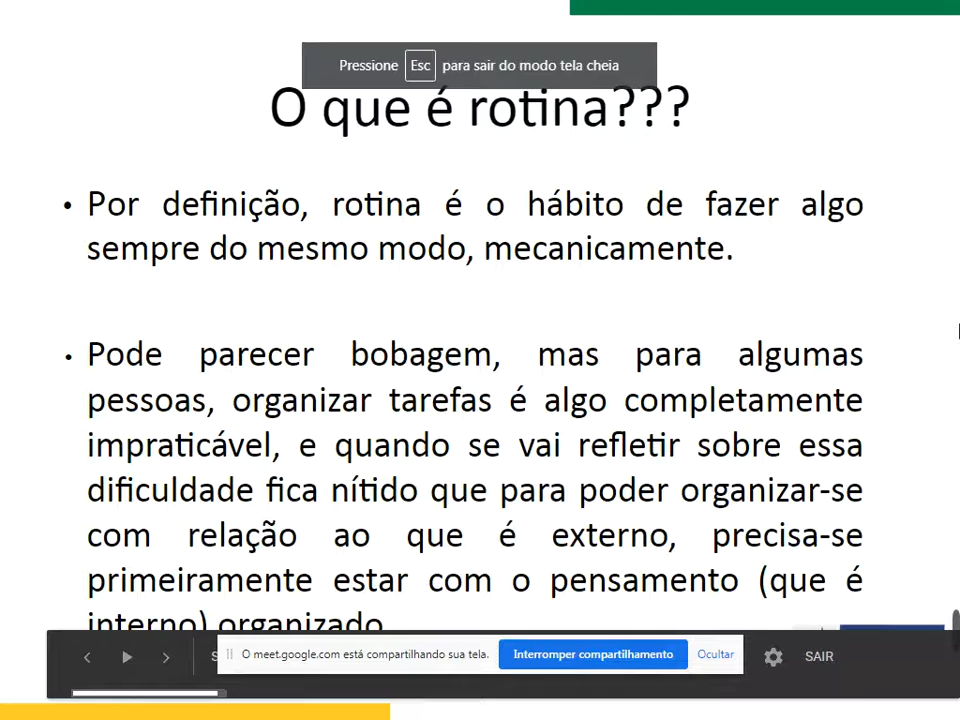 Pressione Esc para sair do modo tela cheia
O que é rotina???
• Por definição, rotina é o hábito de fazer algo
sempre do mesmo modo, mecanicamente.
• Pode parecer bobagem, mas para algumas
pessoas, organizar tarefas é algo completamente
impraticável, e quando se vai refletir sobre essa
dificuldade fica nítido que para poder organizar-se
com relação ao que é externo, precisa-se
primeiramente estar com o pensamento (que é
interno) organizado
O meet.google.com está compartilhando sua tela. Interromper compartilhamento Ocultar SAIR